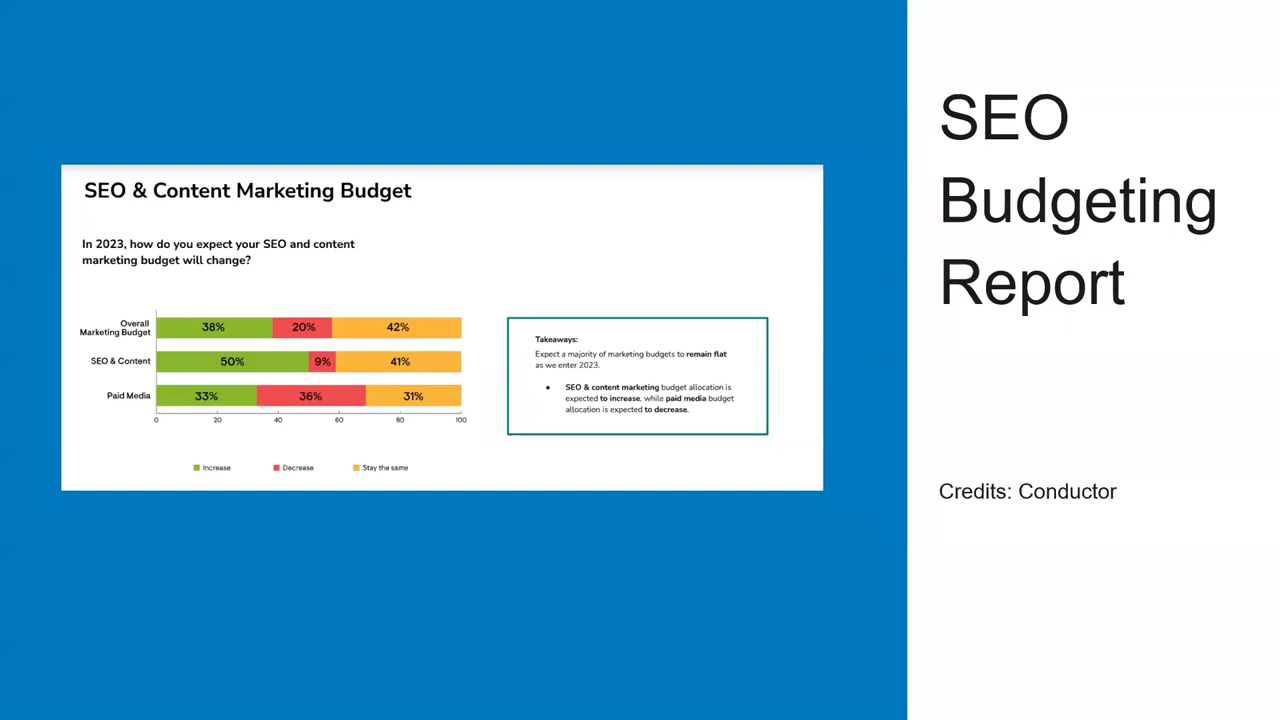 SEO & Content Marketing Budget
In 2023, how do you expect your SEO and content
marketing budget will change?
Overall
Marketing Budget
38% 20% 42%
SEO & Content
50% 9% 41%
Paid Media
33% 36% 31%
0 20 40 60 80 100
Increase Decrease Stay the same
Takeaways:
Expect a majority of marketing budgets to remain flat
as we enter 2023.
• SEO & content marketing budget allocation is
expected to increase, while paid media budget
allocation is expected to decrease.
SEO
Budgeting
Report
Credits: Conductor